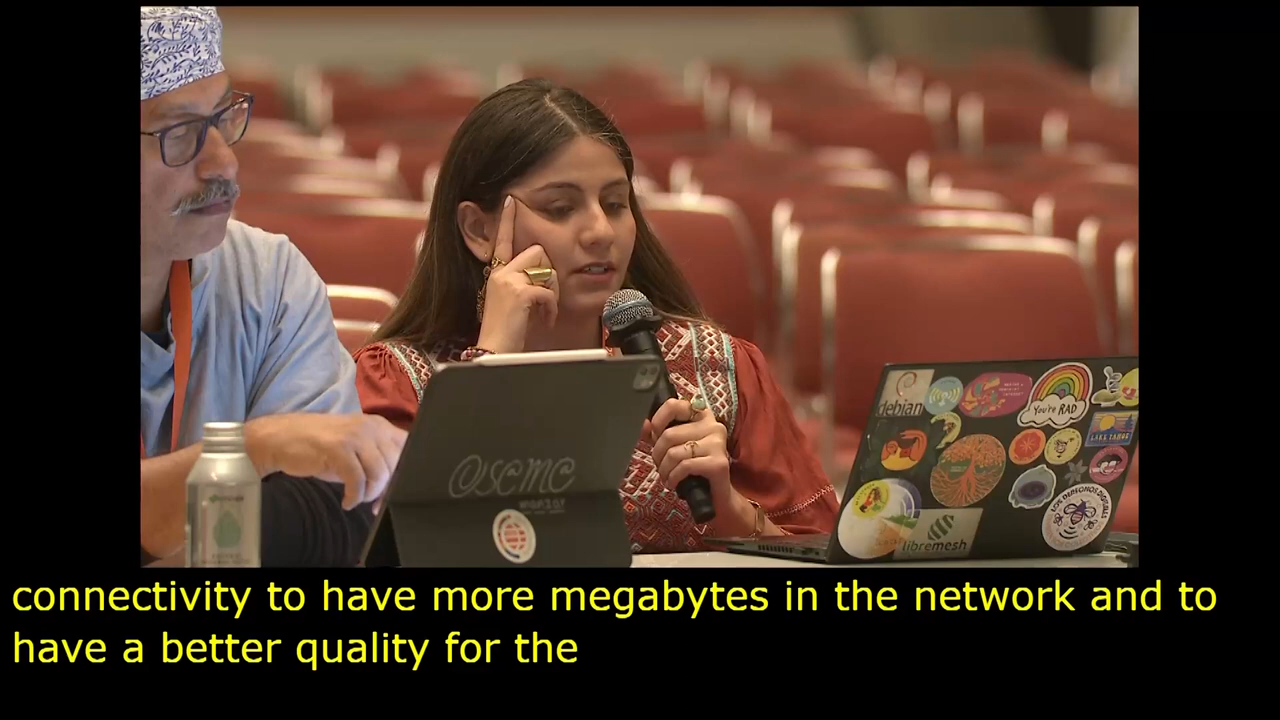 debian
You're RAD
LAKE TAHOE
libremesh
connectivity to have more megabytes in the network and to
have a better quality for the